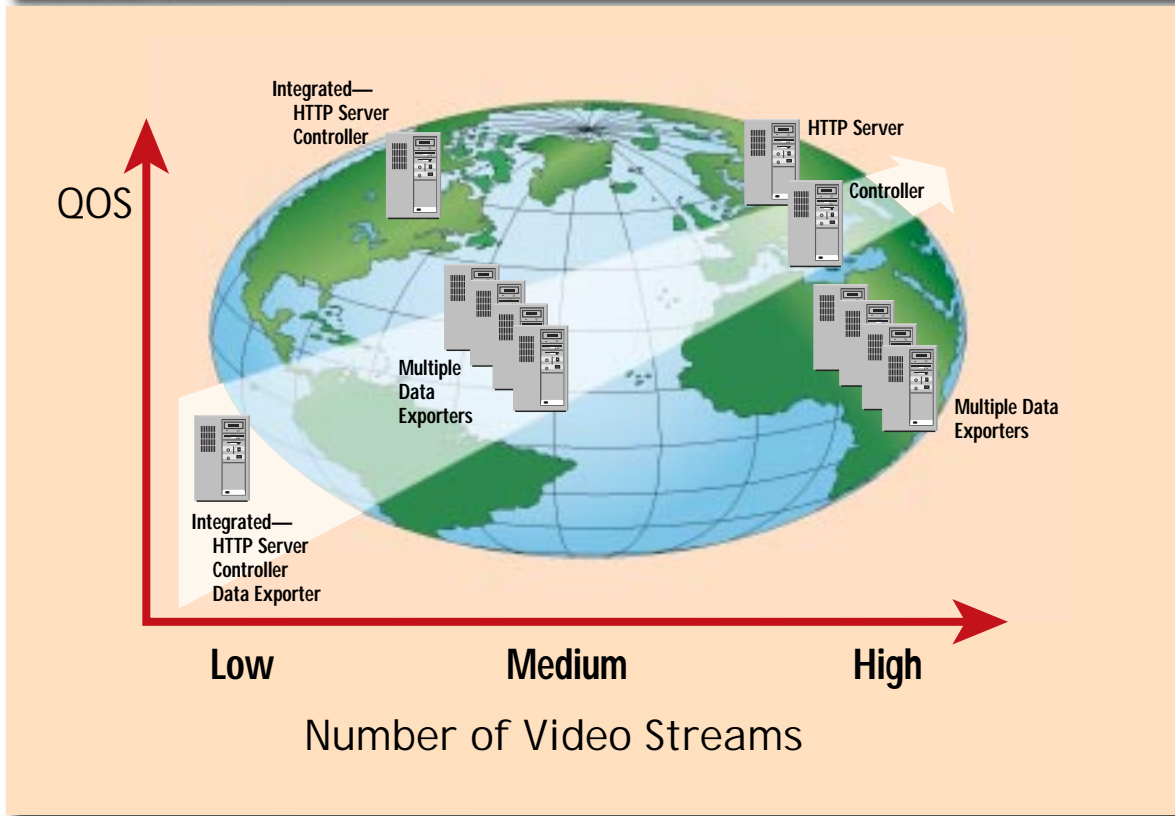 Integrated—
HTTP Server
Controller
HTTP Server
Controller
QOS
Multiple
Data
Exporters
Multiple Data
Exporters
Integrated—
HTTP Server
Controller
Data Exporter
Low
Medium
High
Number of Video Streams